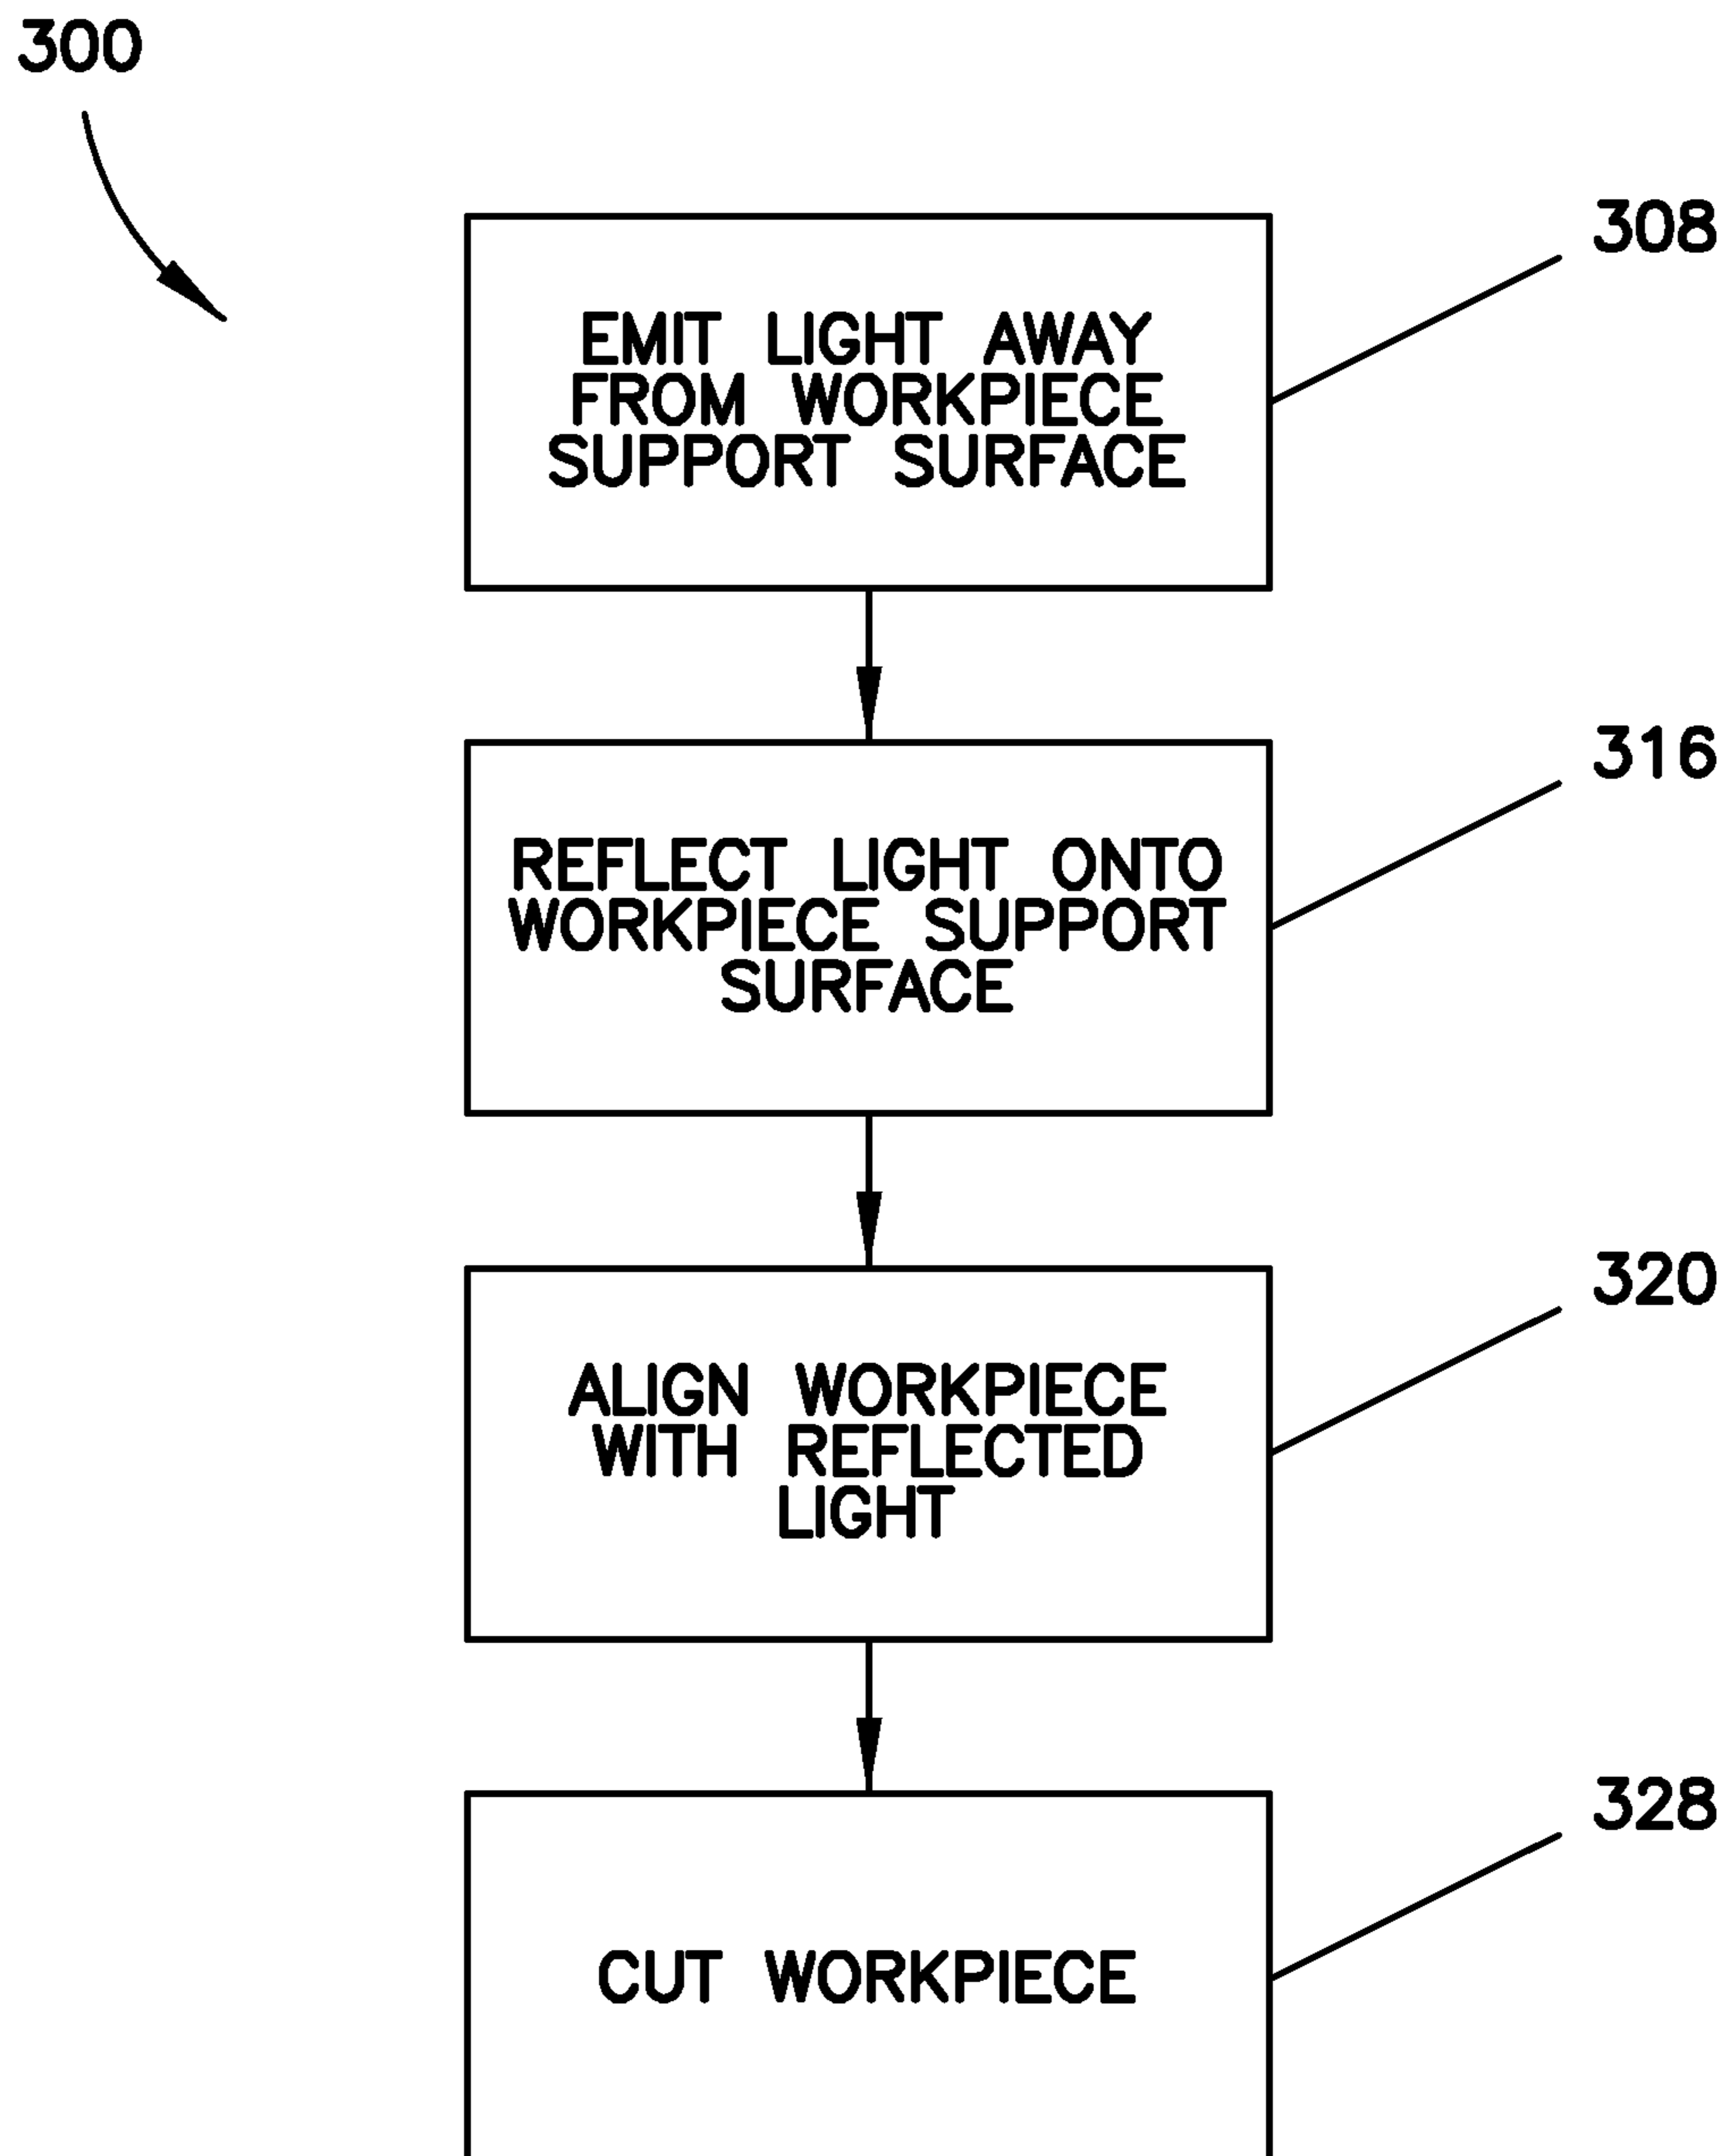 300
308
EMIT LIGHT AWAY
FROM WORKPIECE
SUPPORT SURFACE
316
REFLECT LIGHT ONTO
WORKPIECE SUPPORT
SURFACE
320
ALIGN WORKPIECE
WITH REFLECTED
LIGHT
328
CUT WORKPIECE